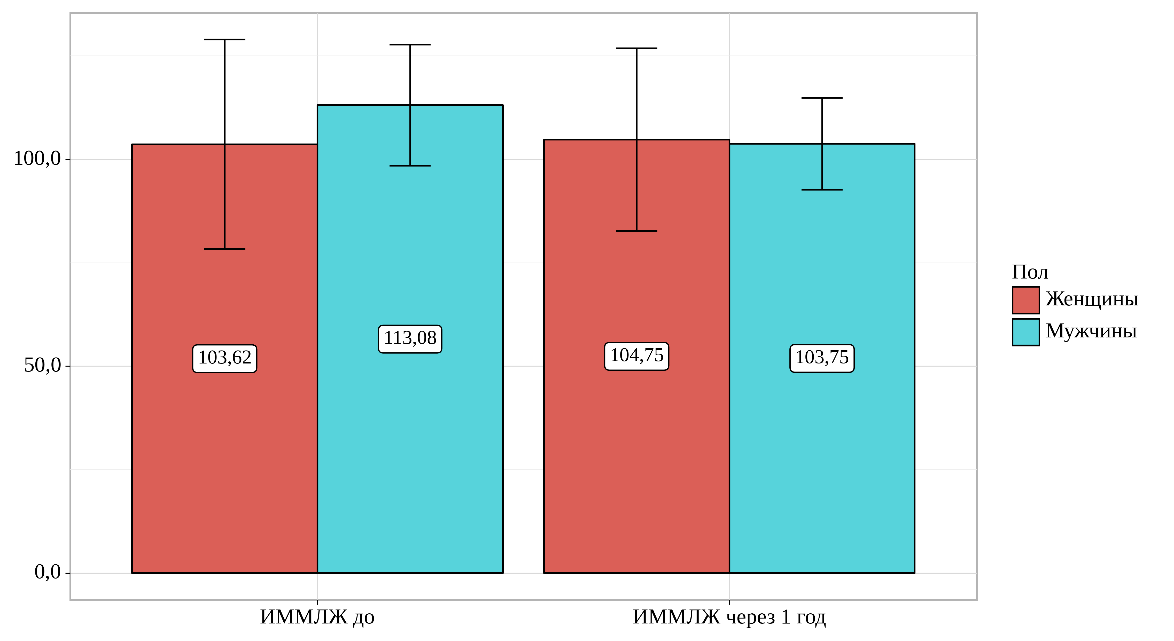 100,0
50,0
0,0
103,62
113,08
104,75
103,75
ИММЛЖ до
ИММЛЖ через 1 год
Пол
Женщины
Мужчины